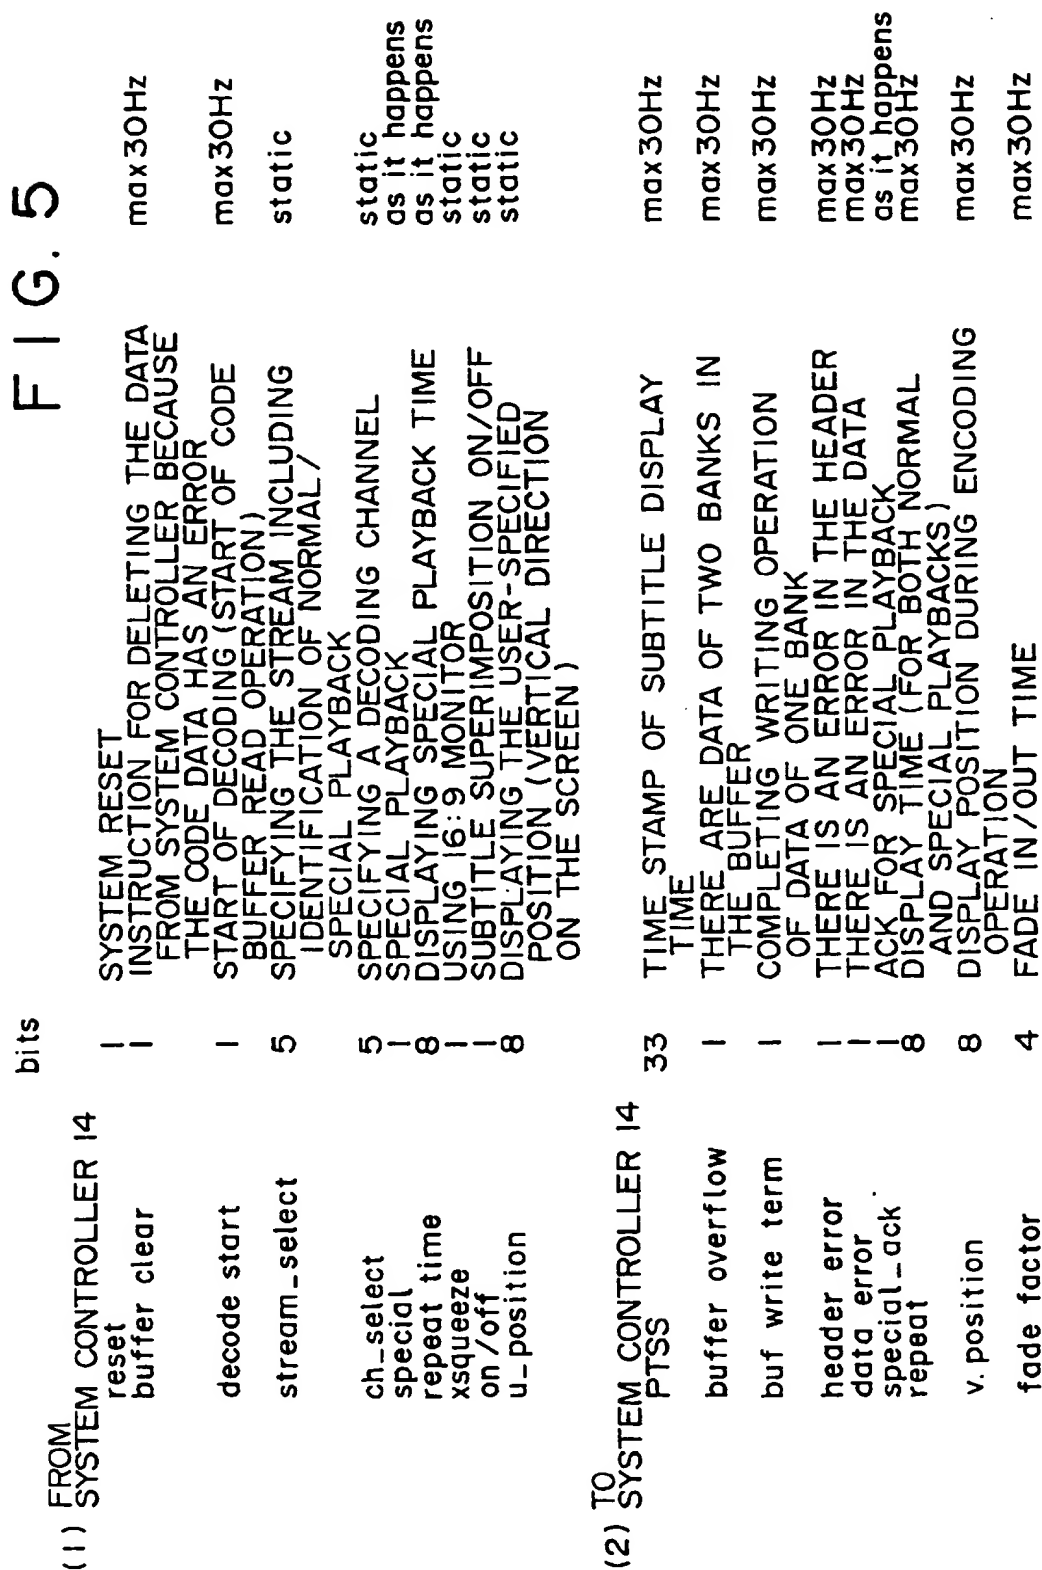 FIG. 5
bits
(1) FROM
SYSTEM CONTROLLER 14
reset 1 SYSTEM RESET
buffer clear 1 INSTRUCTION FOR DELETING THE DATA max30Hz
FROM SYSTEM CONTROLLER BECAUSE
THE CODE DATA HAS AN ERROR
decode start 1 START OF DECODING (START OF CODE max30Hz
BUFFER READ OPERATION)
stream_select 5 SPECIFYING THE STREAM INCLUDING static
IDENTIFICATION OF NORMAL/
SPECIAL PLAYBACK
ch_select 5 SPECIFYING A DECODING CHANNEL static
special 1 SPECIAL PLAYBACK as it happens
repeat time 8 DISPLAYING SPECIAL PLAYBACK TIME as it happens
xsqueeze 1 USING 16:9 MONITOR static
on/off 1 SUBTITLE SUPERIMPOSITION ON/OFF static
u_position 8 DISPLAYING THE USER-SPECIFIED static
POSITION (VERTICAL DIRECTION
ON THE SCREEN)
(2) TO
SYSTEM CONTROLLER 14
PTSS 33 TIME STAMP OF SUBTITLE DISPLAY max30Hz
TIME
buffer overflow 1 THERE ARE DATA OF TWO BANKS IN max30Hz
THE BUFFER
buf write term 1 COMPLETING WRITING OPERATION max30Hz
OF DATA OF ONE BANK
header error 1 THERE IS AN ERROR IN THE HEADER max30Hz
data error 1 THERE IS AN ERROR IN THE DATA max30Hz
special_ack 1 ACK FOR SPECIAL PLAYBACK as it happens
repeat 8 DISPLAY TIME (FOR BOTH NORMAL max30Hz
AND SPECIAL PLAYBACKS)
v.position 8 DISPLAY POSITION DURING ENCODING max30Hz
OPERATION
fade factor 4 FADE IN/OUT TIME max30Hz